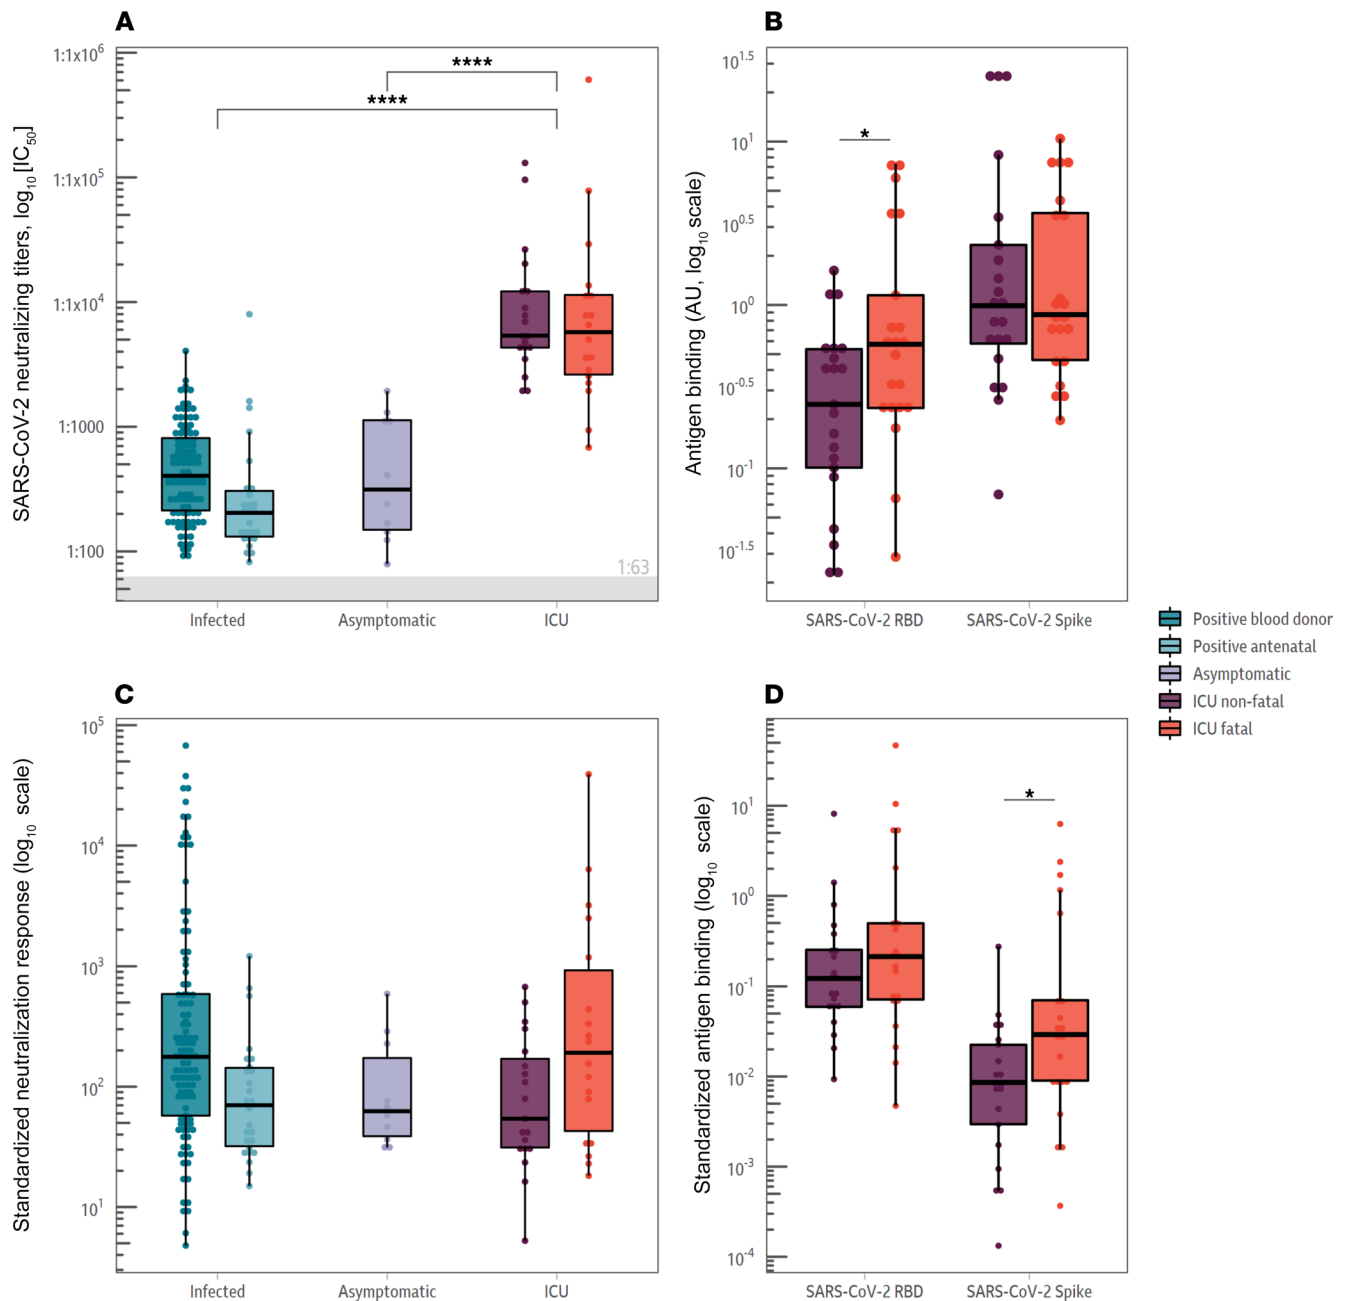 A
SARS-CoV-2 neutralizing titers, log10 [IC50]
1:1x10^6
1:1x10^5
1:1x10^4
1:1000
1:100
****
****
1:63
Infected
Asymptomatic
ICU
B
Antigen binding (AU, log10 scale)
10^1.5
10^1
10^0.5
10^0
10^-0.5
10^-1
10^-1.5
*
SARS-CoV-2 RBD
SARS-CoV-2 Spike
Positive blood donor
Positive antenatal
Asymptomatic
ICU non-fatal
ICU fatal
C
Standardized neutralization response (log10 scale)
10^5
10^4
10^3
10^2
10^1
Infected
Asymptomatic
ICU
D
Standardized antigen binding (log10 scale)
10^1
10^0
10^-1
10^-2
10^-3
10^-4
*
SARS-CoV-2 RBD
SARS-CoV-2 Spike